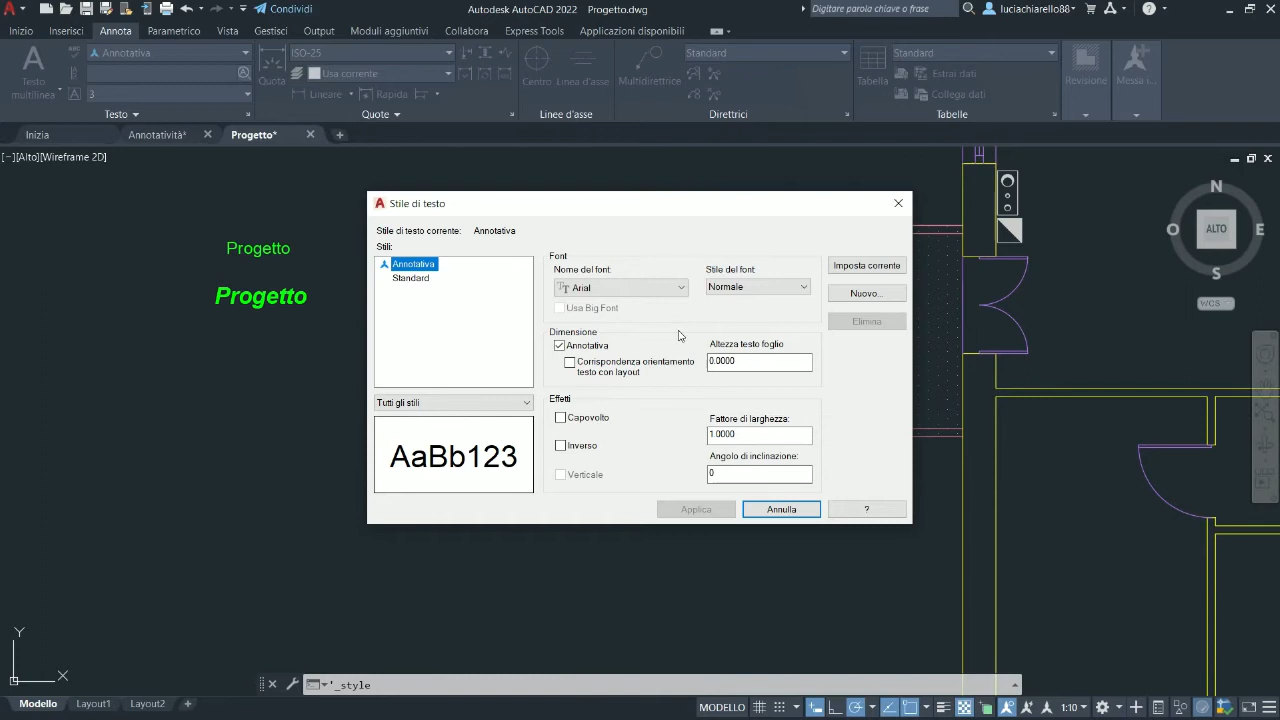 Condividi
Autodesk AutoCAD 2022 Progetto.dwg
Digitare parola chiave o frase
luciachiarello88
Inizio Inserisci Annota Parametrico Vista Gestisci Output Moduli aggiuntivi Collabora Express Tools Applicazioni disponibili
Annotativa
ISO-25
Standard
Standard
Testo
multilinea
Quota
Usa corrente
Centro
Linea d'asse
Multidirettrice
Tabella
Estrai dati
Revisione
Messa i...
3
Lineare
Rapida
Collega dati
Testo
Quote
Linee d'asse
Direttrici
Tabelle
Inizia
Annotatività*
Progetto*
[−][Alto][Wireframe 2D]
Progetto
Progetto
N
O
ALTO
E
S
WCS
Stile di testo
Stile di testo corrente: Annotativa
Stili:
Annotativa
Standard
Tutti gli stili
AaBb123
Font
Nome del font:
Stile del font:
Arial
Normale
Usa Big Font
Dimensione
Annotativa
Altezza testo foglio
Corrispondenza orientamento
testo con layout
0.0000
Effetti
Capovolto
Fattore di larghezza:
1.0000
Inverso
Angolo di inclinazione:
Verticale
0
Imposta corrente
Nuovo...
Elimina
Applica
Annulla
?
Y
X
'_style
Modello
Layout1
Layout2
MODELLO
1:10